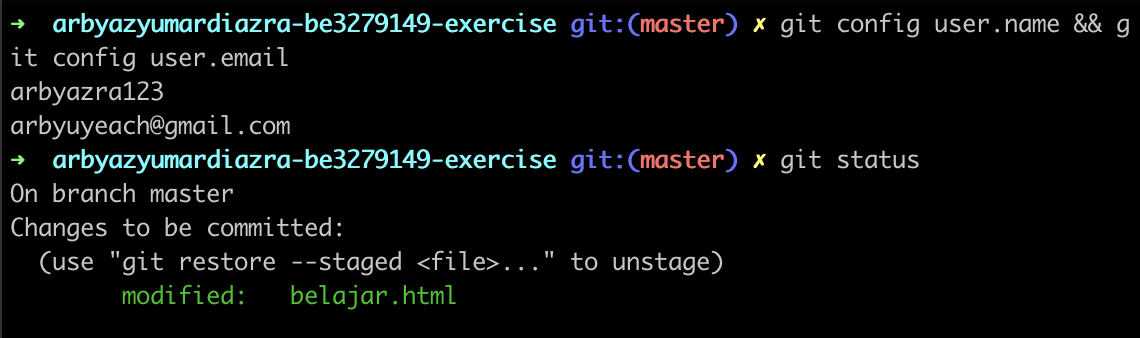 ➜  arbyazyumardiazra-be3279149-exercise git:(master) ✗ git config user.name && g
it config user.email
arbyazra123
arbyuyeach@gmail.com
➜  arbyazyumardiazra-be3279149-exercise git:(master) ✗ git status
On branch master
Changes to be committed:
  (use "git restore --staged <file>..." to unstage)
        modified:   belajar.html